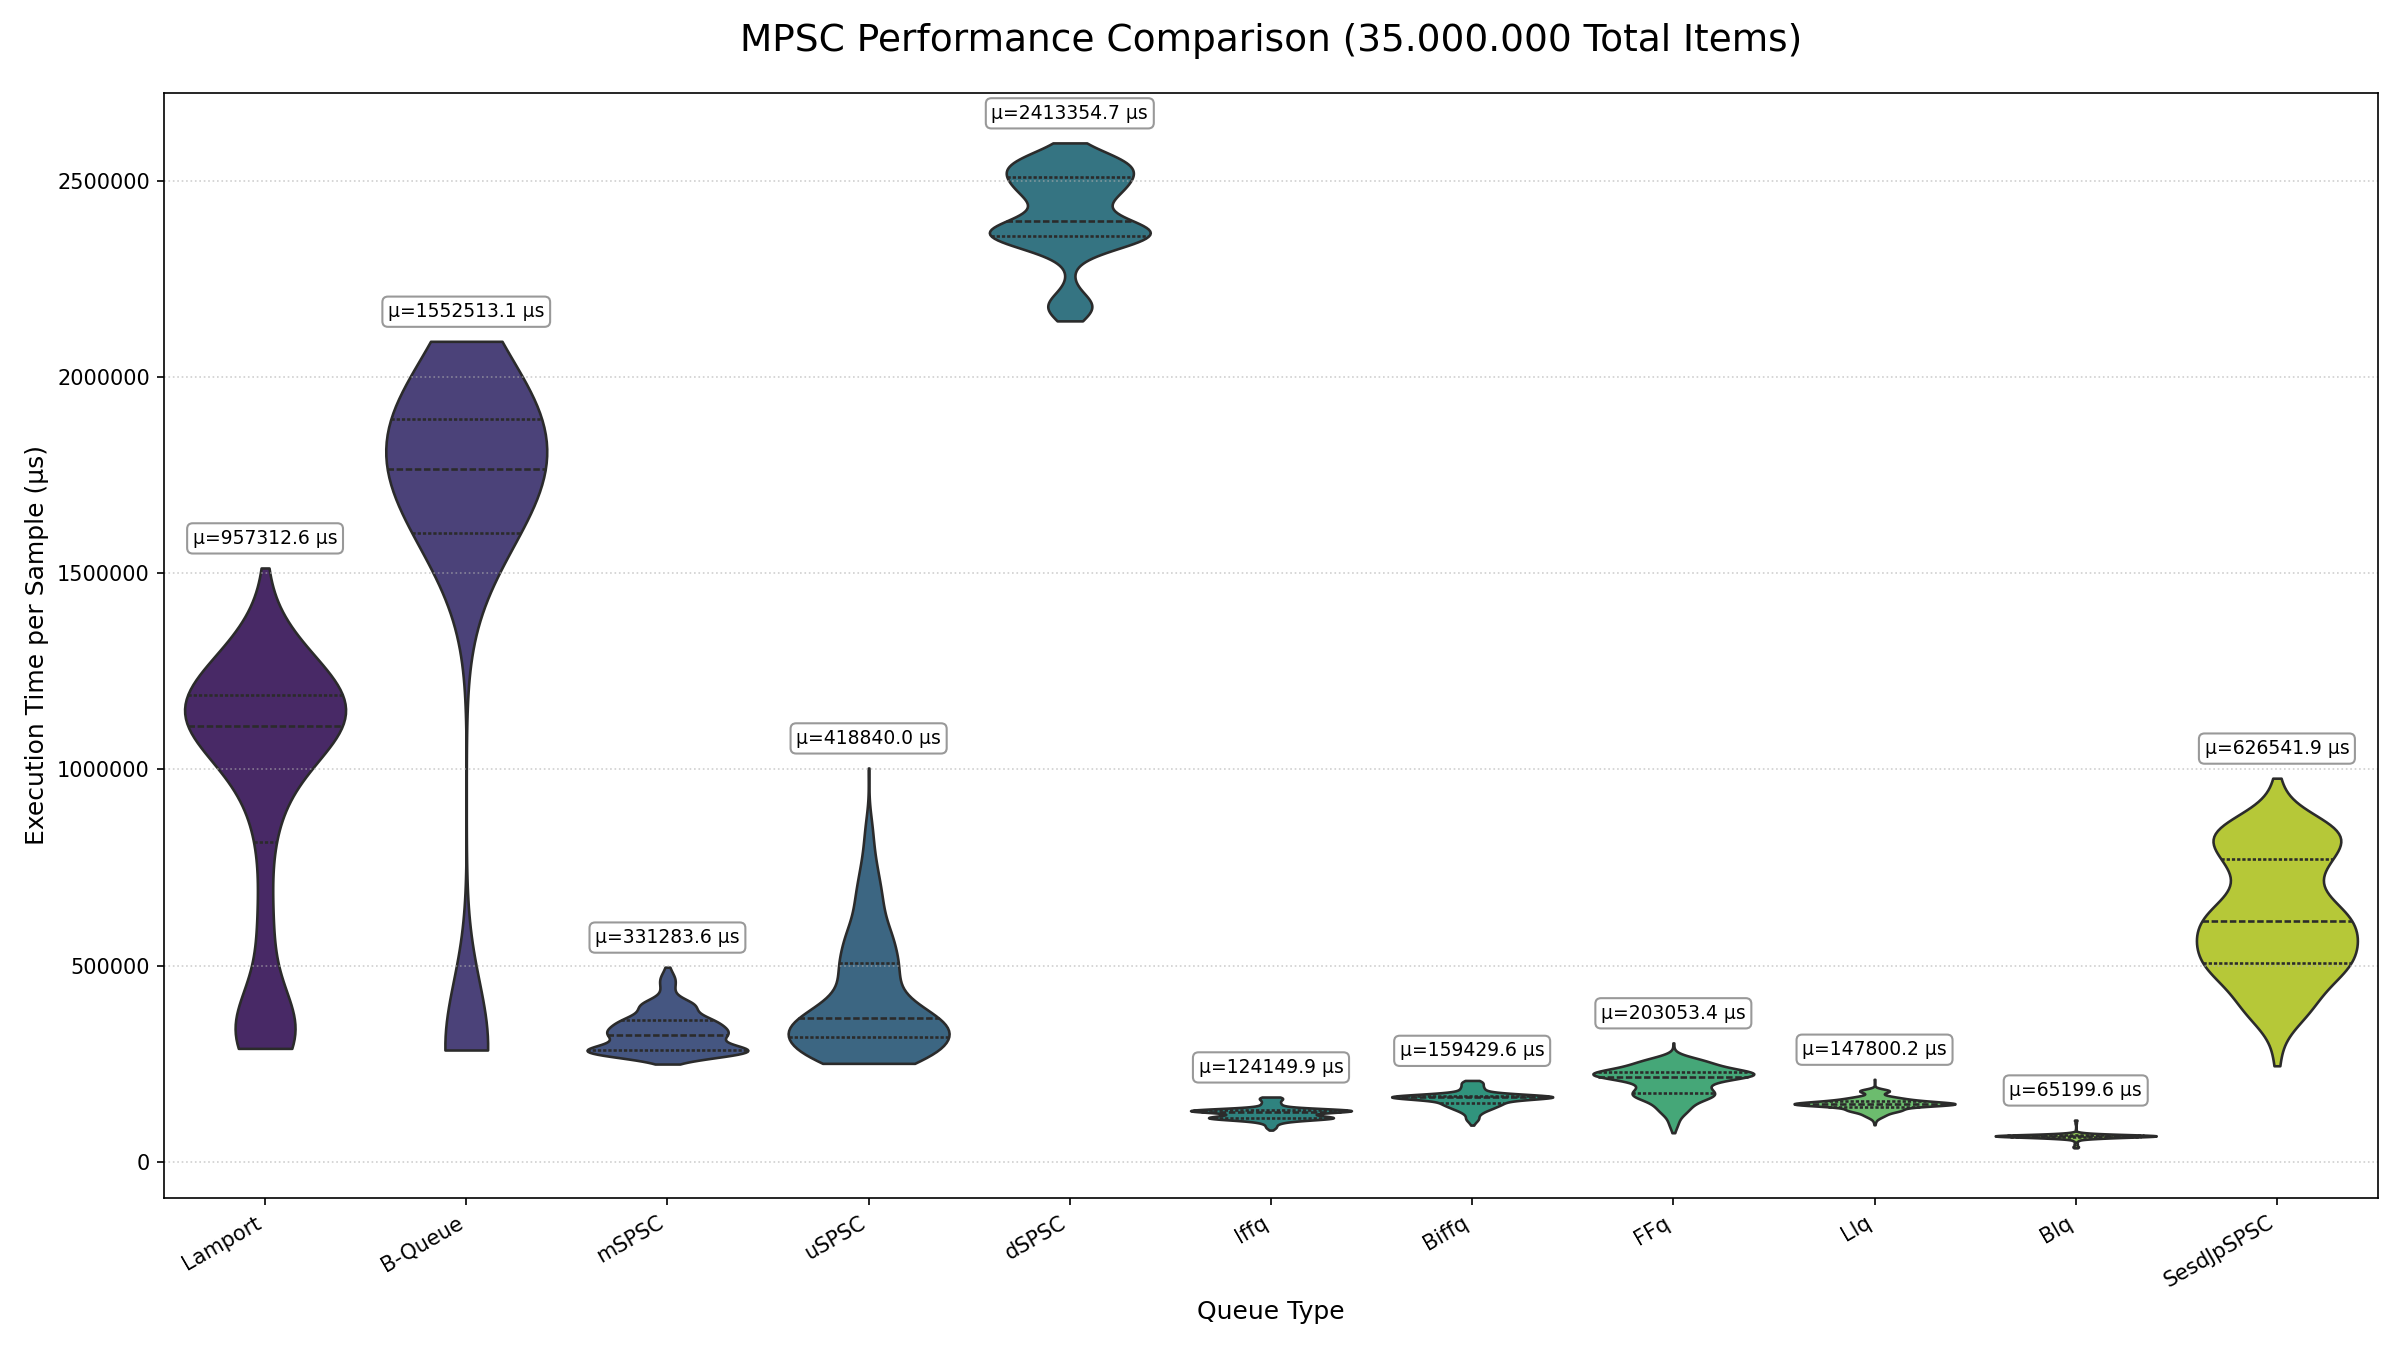 MPSC Performance Comparison (35.000.000 Total Items)
Execution Time per Sample (µs)
2500000
2000000
1500000
1000000
500000
0
µ=957312.6 µs
µ=1552513.1 µs
µ=331283.6 µs
µ=418840.0 µs
µ=2413354.7 µs
µ=124149.9 µs
µ=159429.6 µs
µ=203053.4 µs
µ=147800.2 µs
µ=65199.6 µs
µ=626541.9 µs
Lamport
B-Queue
mSPSC
uSPSC
dSPSC
Iffq
Biffq
FFq
Llq
Blq
SesdJpSPSC
Queue Type